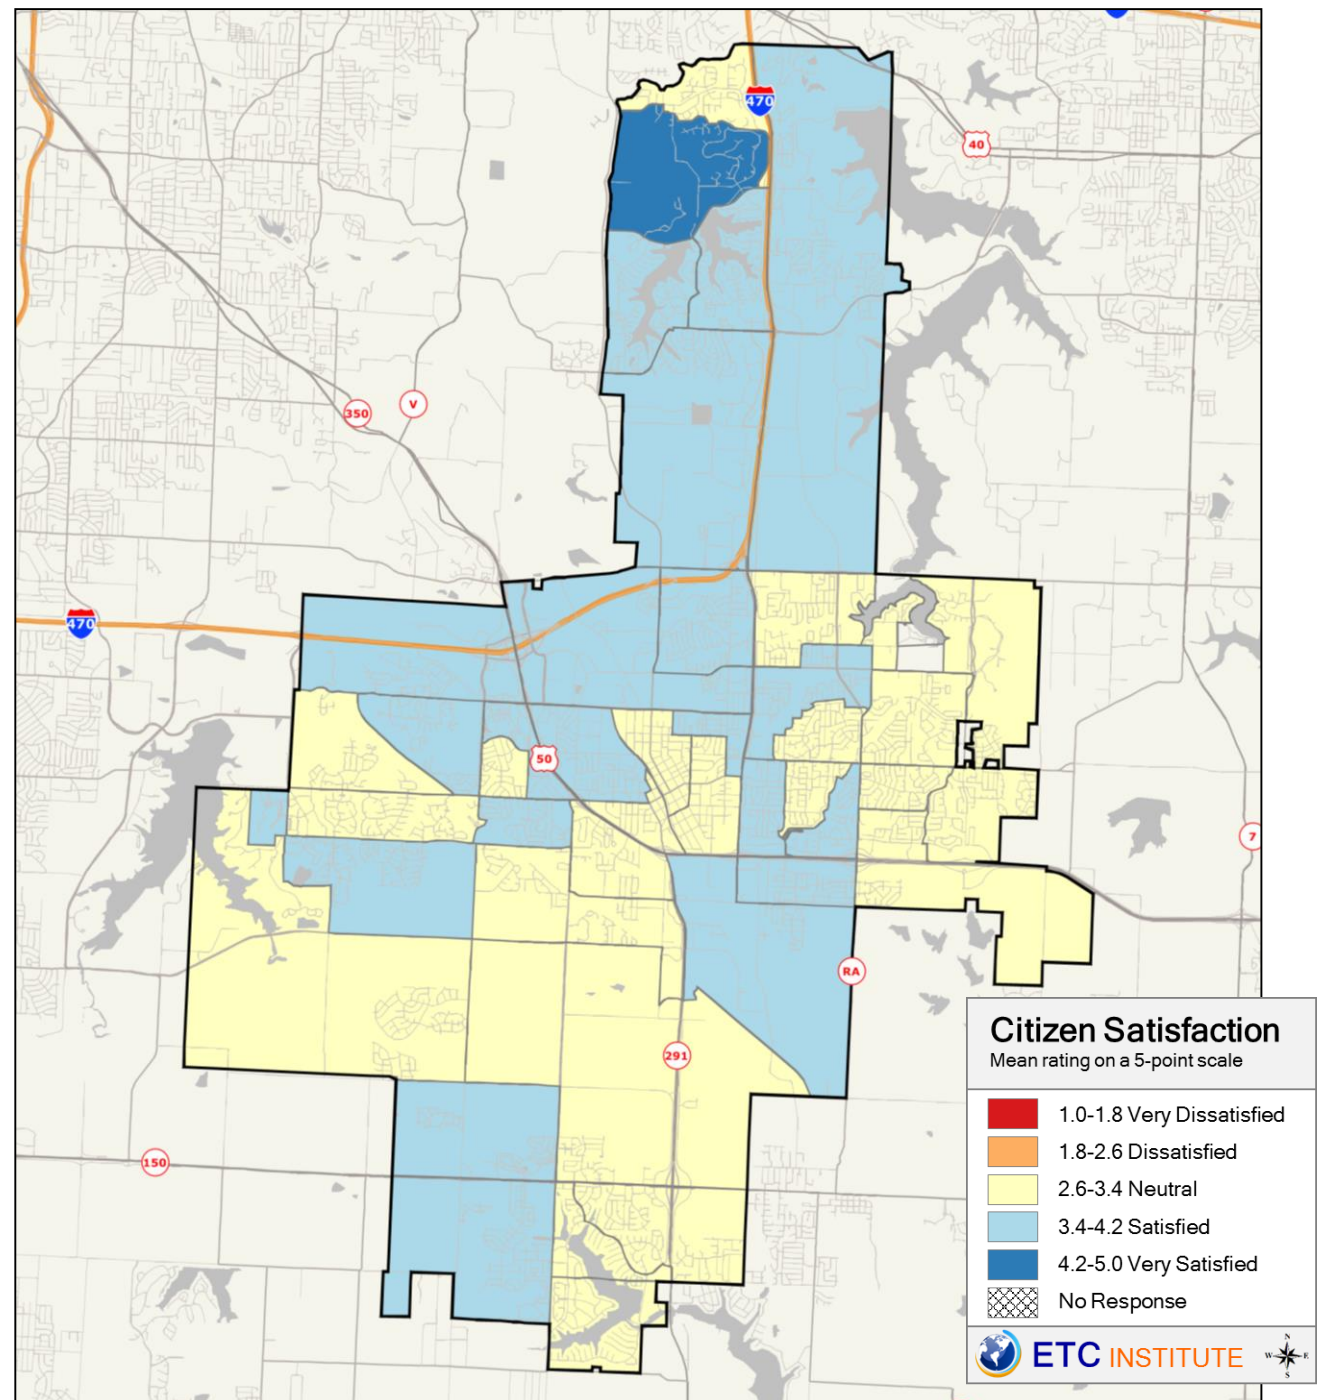 470
40
350
V
470
50
7
RA
291
150
Citizen Satisfaction
Mean rating on a 5-point scale
1.0-1.8 Very Dissatisfied
1.8-2.6 Dissatisfied
2.6-3.4 Neutral
3.4-4.2 Satisfied
4.2-5.0 Very Satisfied
No Response
ETC INSTITUTE
N
W E
S